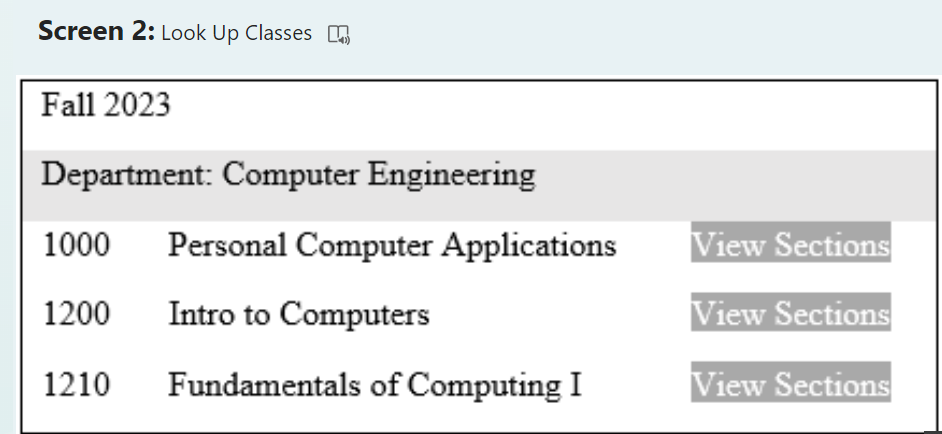 Screen 2: Look Up Classes
Fall 2023
Department: Computer Engineering
1000 Personal Computer Applications View Sections
1200 Intro to Computers View Sections
1210 Fundamentals of Computing I View Sections